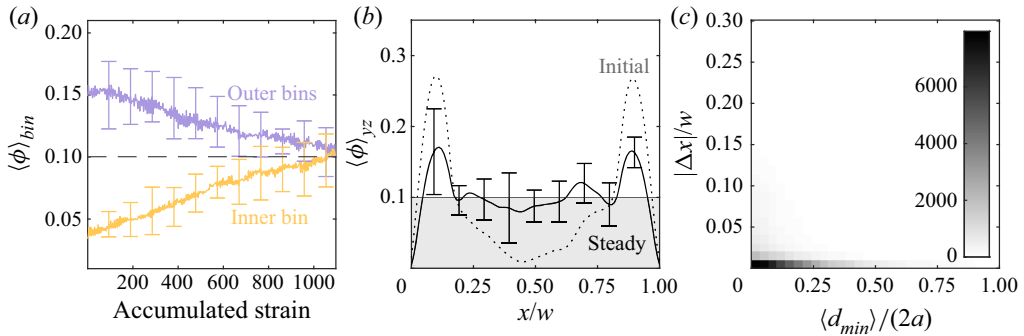 (a)
0.20
0.15
0.10
0.05
⟨ϕ⟩bin
Outer bins
Inner bin
200 400 600 800 1000
Accumulated strain
(b)
0.3
0.2
0.1
⟨ϕ⟩yz
Initial
Steady
0 0.25 0.50 0.75 1.00
x/w
(c)
0.30
0.25
0.20
0.15
0.10
0.05
|Δx|/w
6000
4000
2000
0
0 0.25 0.50 0.75 1.00
⟨dmin⟩/(2a)